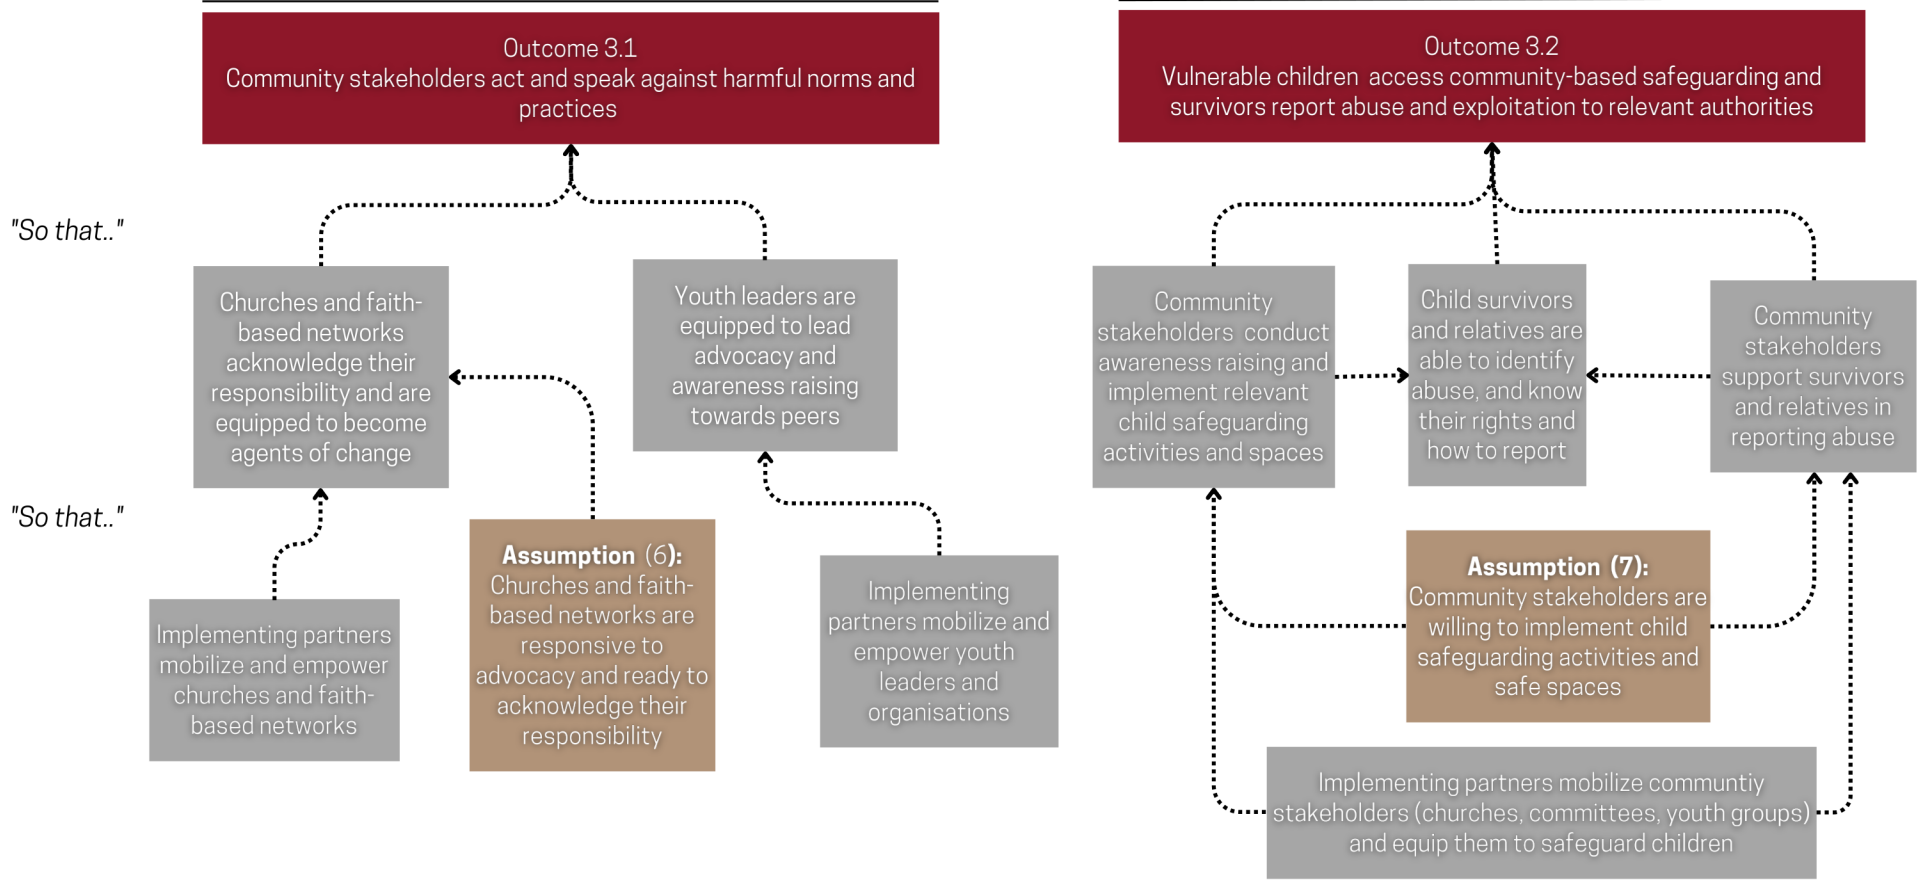 Outcome 3.1
Community stakeholders act and speak against harmful norms and
practices
Outcome 3.2
Vulnerable children access community-based safeguarding and
survivors report abuse and exploitation to relevant authorities
"So that.."
Churches and faith-
based networks
acknowledge their
responsibility and are
equipped to become
agents of change
Youth leaders are
equipped to lead
advocacy and
awareness raising
towards peers
Community
stakeholders conduct
awareness raising and
implement relevant
child safeguarding
activities and spaces
Child survivors
and relatives are
able to identify
abuse, and know
their rights and
how to report
Community
stakeholders
support survivors
and relatives in
reporting abuse
"So that.."
Implementing partners
mobilize and empower
churches and faith-
based networks
Assumption (6):
Churches and faith-
based networks are
responsive to
advocacy and ready to
acknowledge their
responsibility
Implementing
partners mobilize and
empower youth
leaders and
organisations
Assumption (7):
Community stakeholders are
willing to implement child
safeguarding activities and
safe spaces
Implementing partners mobilize communtiy
stakeholders (churches, committees, youth groups)
and equip them to safeguard children